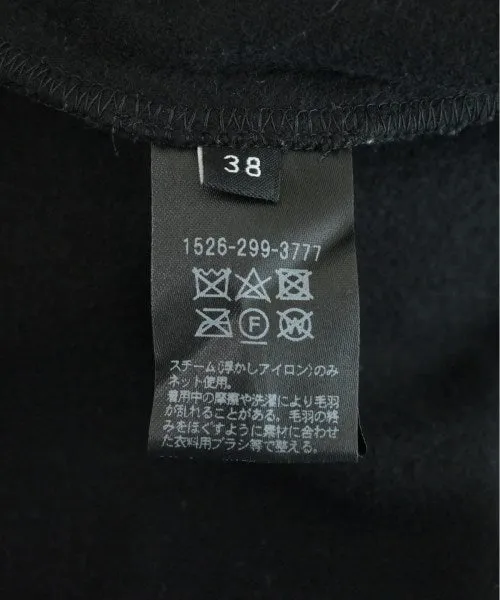 38
1526-299-3777
F W
スチーム(浮かしアイロン)のみ
ネット使用。
着用中の摩擦や洗濯により毛羽
が乱れることがある。毛羽の絡
みをほぐすように素材に合わせ
た衣料用ブラシ等で整える。